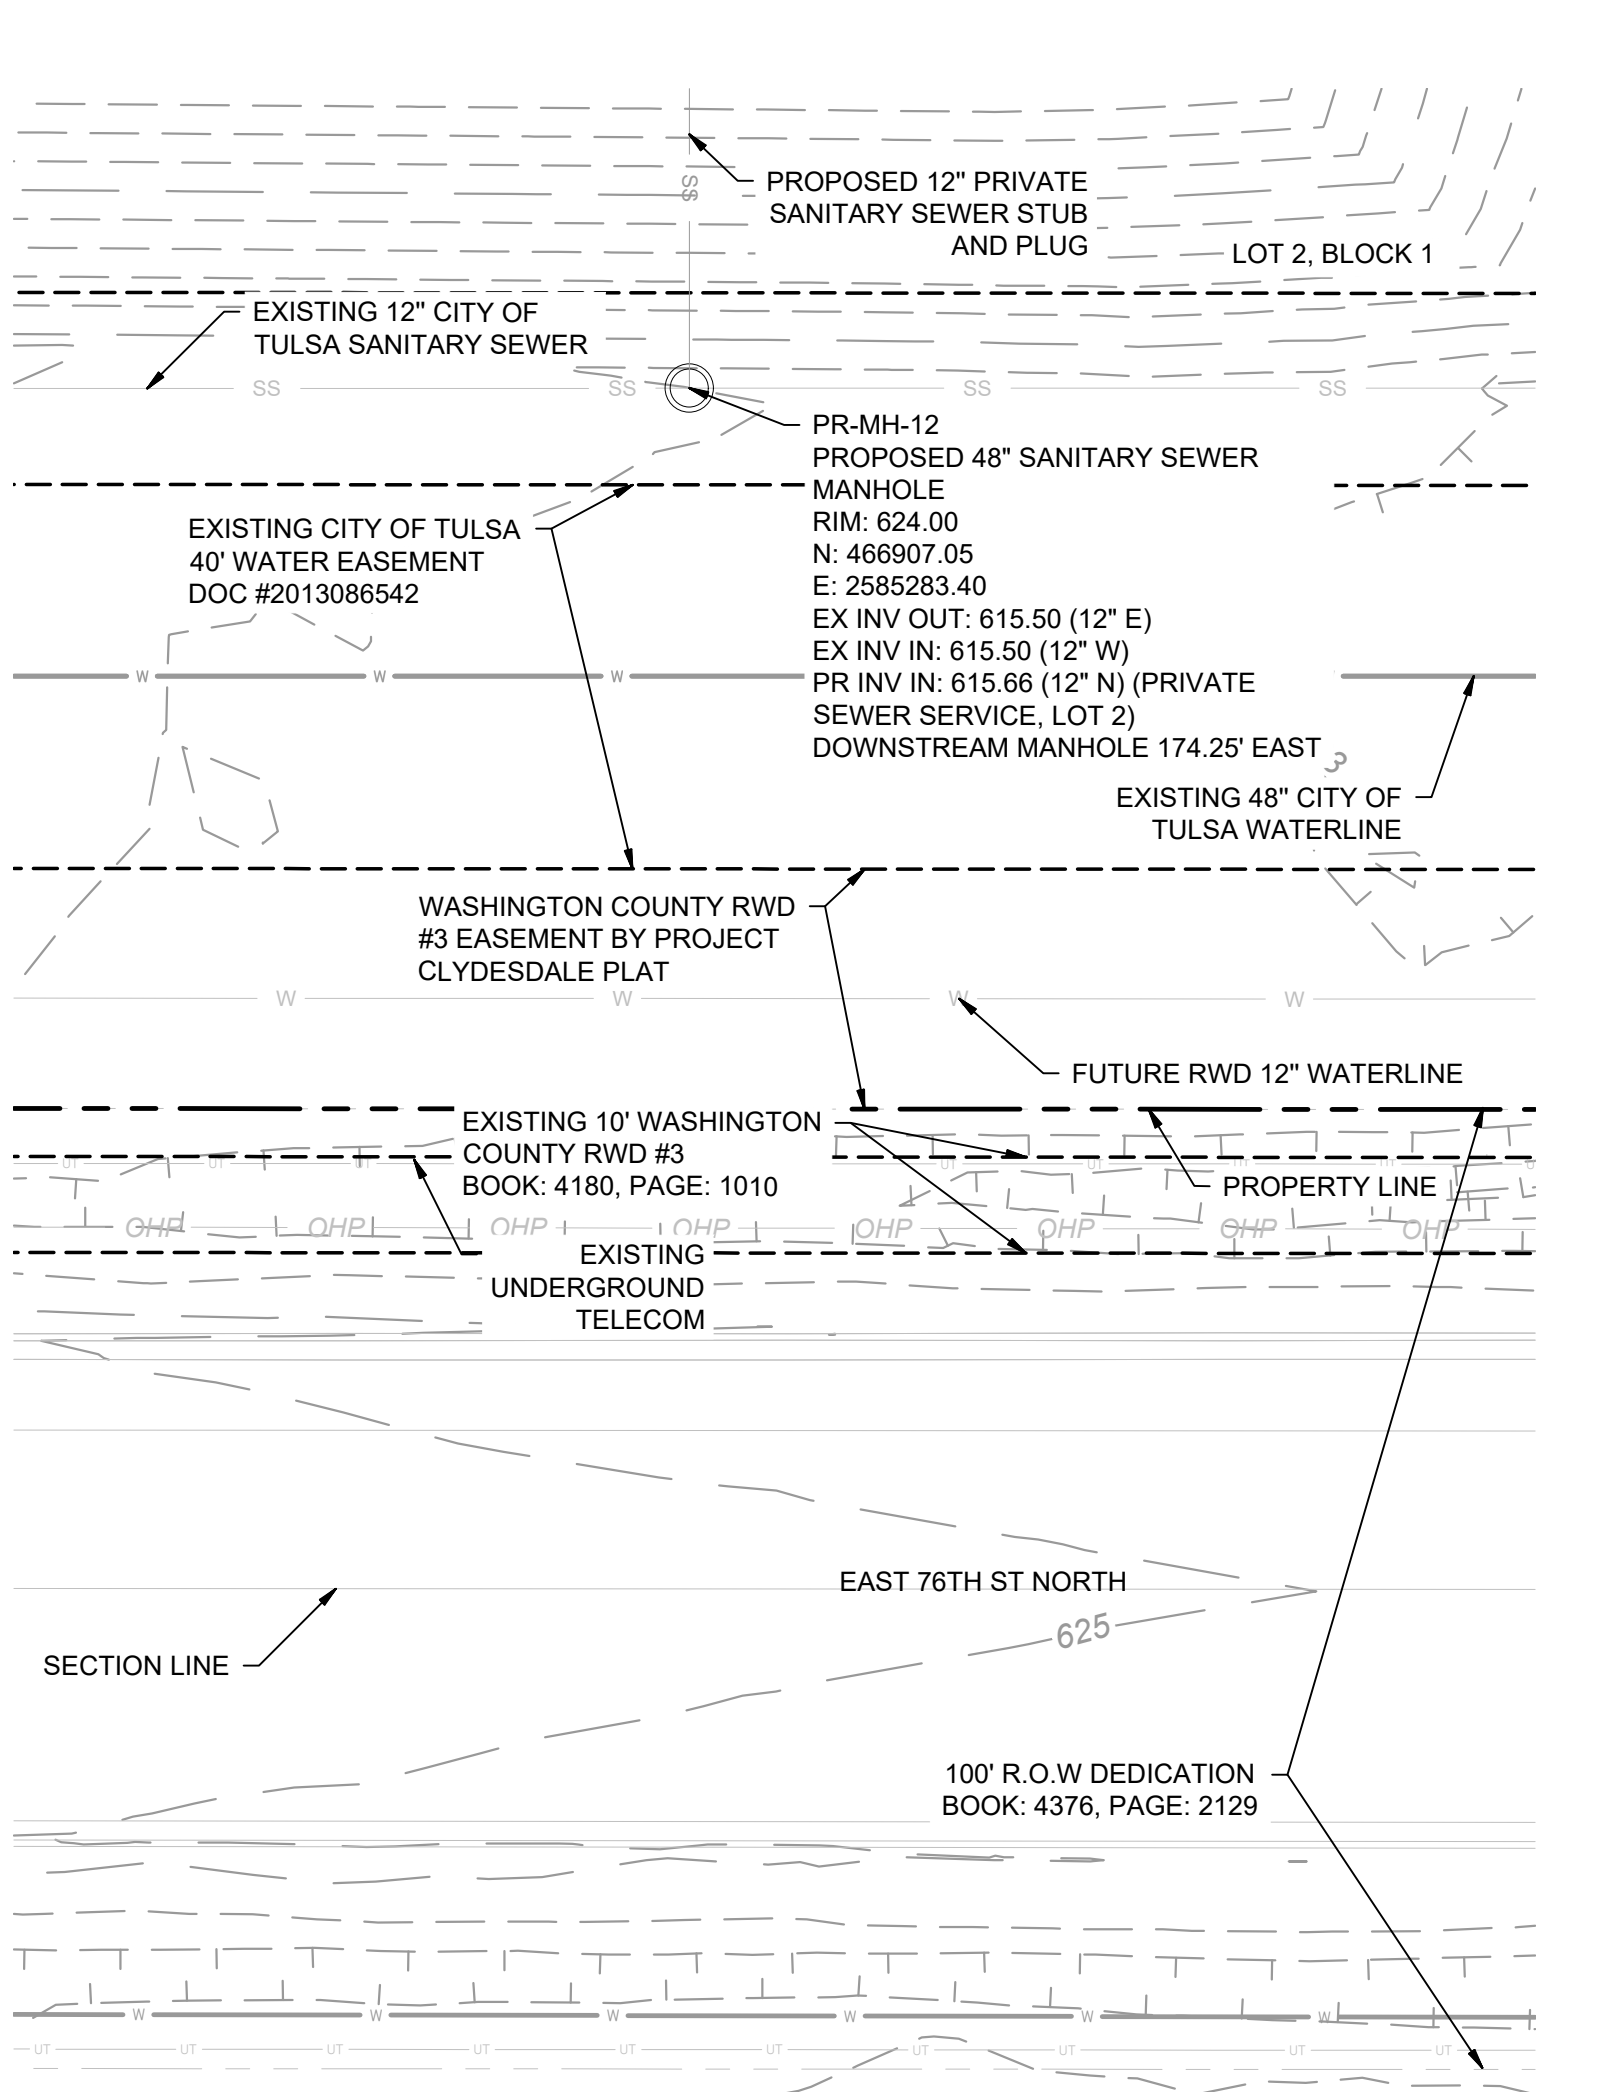 PROPOSED 12" PRIVATE
SANITARY SEWER STUB
AND PLUG
SS
LOT 2, BLOCK 1
EXISTING 12" CITY OF
TULSA SANITARY SEWER
SS SS SS SS
PR-MH-12
PROPOSED 48" SANITARY SEWER
MANHOLE
RIM: 624.00
N: 466907.05
E: 2585283.40
EX INV OUT: 615.50 (12" E)
EX INV IN: 615.50 (12" W)
PR INV IN: 615.66 (12" N) (PRIVATE
SEWER SERVICE, LOT 2)
DOWNSTREAM MANHOLE 174.25' EAST
EXISTING CITY OF TULSA
40' WATER EASEMENT
DOC #2013086542
W W W
3
EXISTING 48" CITY OF
TULSA WATERLINE
WASHINGTON COUNTY RWD
#3 EASEMENT BY PROJECT
CLYDESDALE PLAT
W W W W
FUTURE RWD 12" WATERLINE
EXISTING 10' WASHINGTON
COUNTY RWD #3
BOOK: 4180, PAGE: 1010
UT UT UT UT UT
PROPERTY LINE
OHP OHP OHP OHP OHP OHP OHP OHP
EXISTING
UNDERGROUND
TELECOM
EAST 76TH ST NORTH
625
SECTION LINE
100' R.O.W DEDICATION
BOOK: 4376, PAGE: 2129
W W W W W W
UT UT UT UT UT UT UT UT UT UT